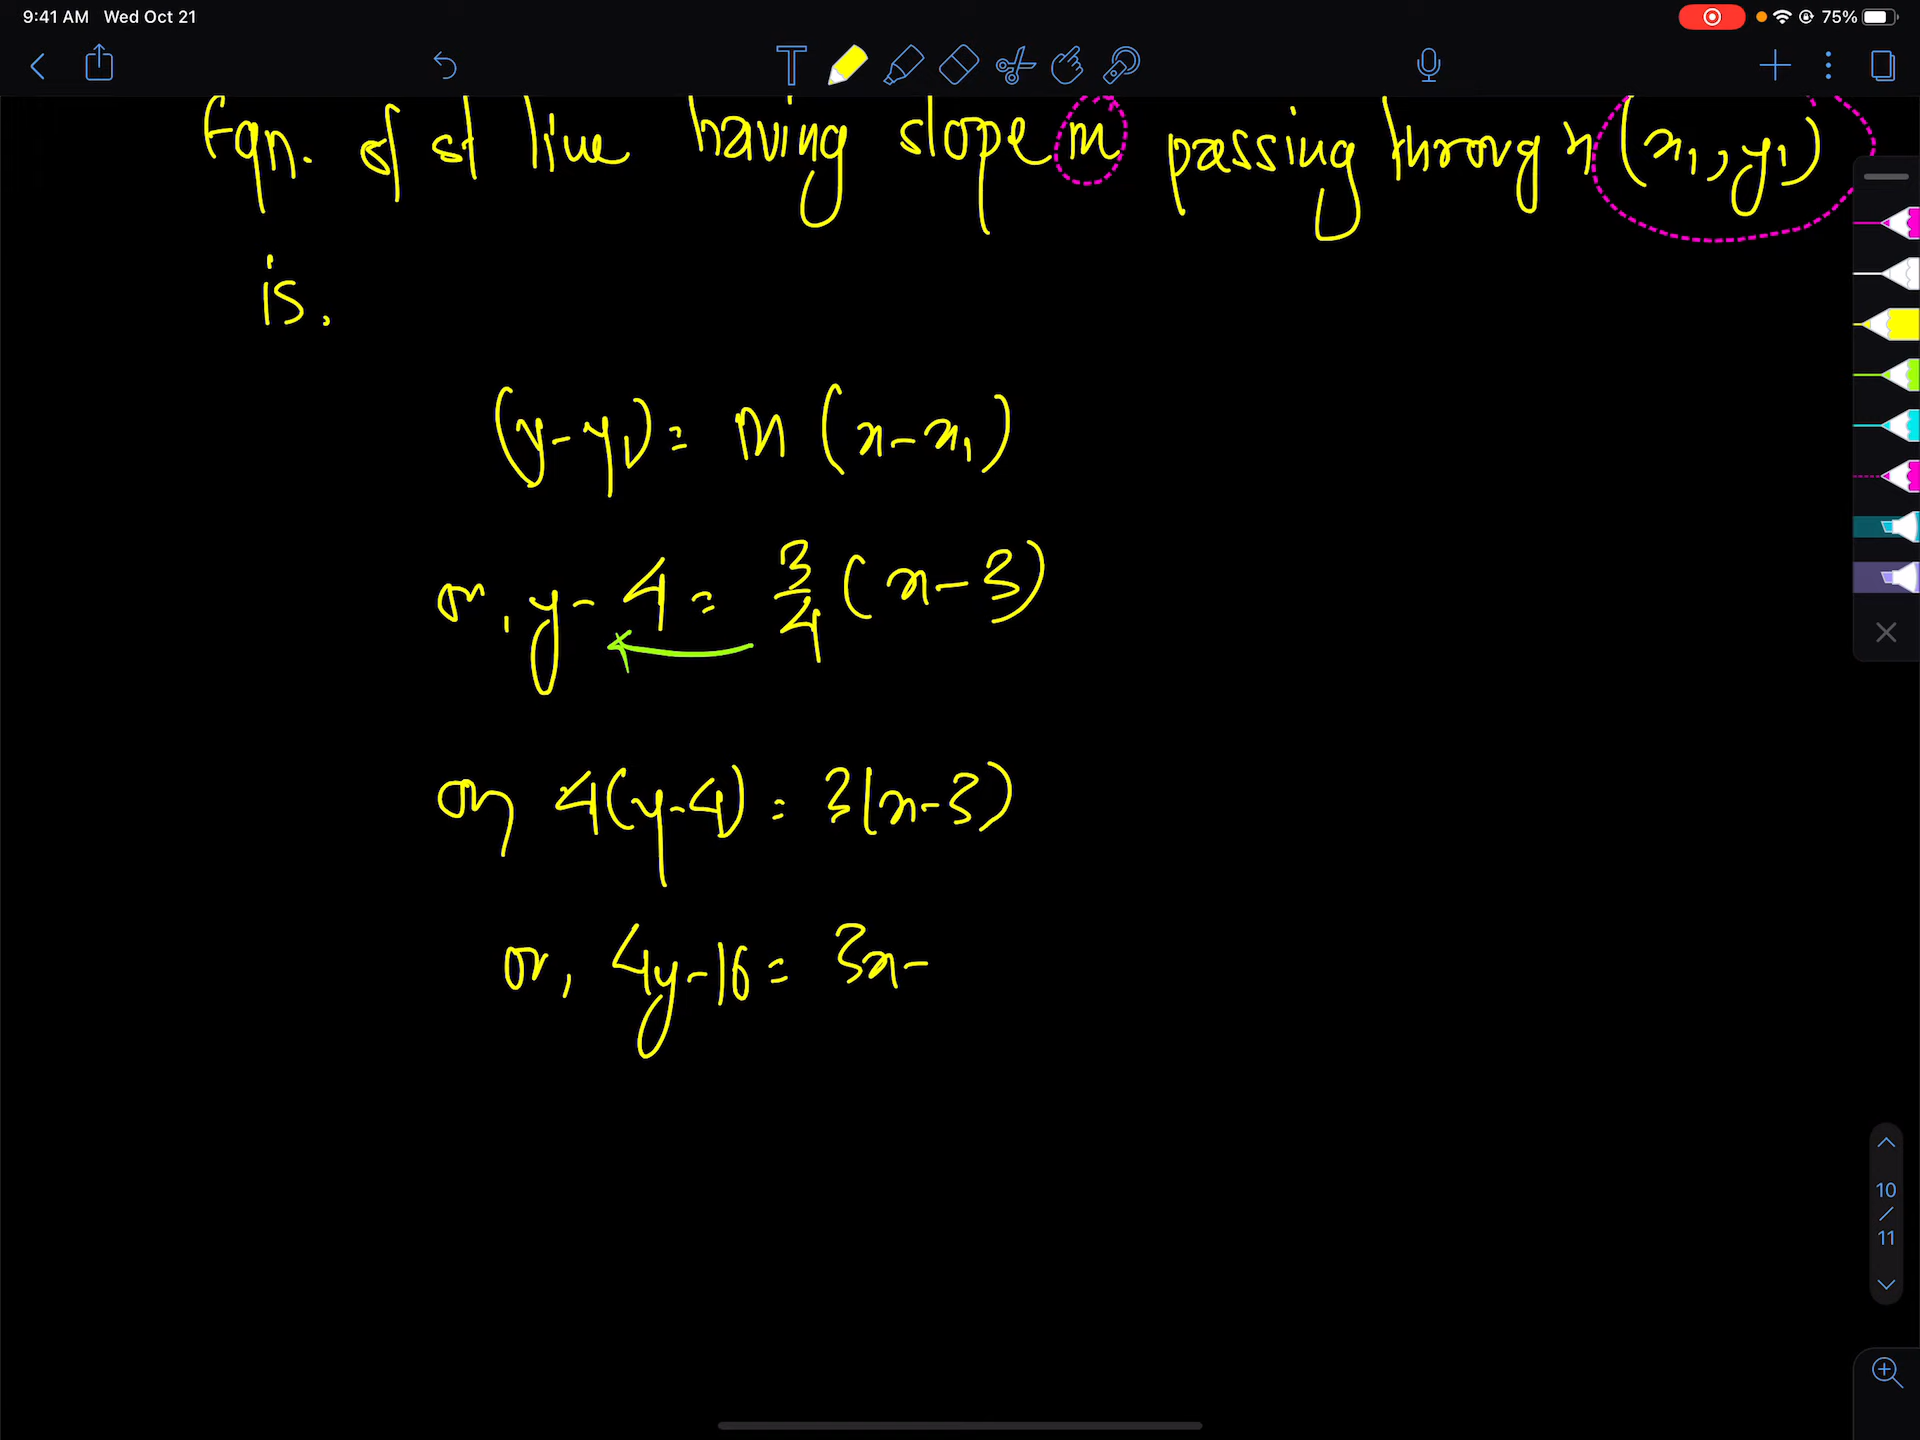 9:41 AM Wed Oct 21
75%
T
Eqn. of st line having slope m passing through (x₁, y₁)
is.
(y-y₁) = m (x-x₁)
or, y - 4 = 3/4 (x - 3)
or, 4(y-4) = 3(x-3)
or, 4y-16 = 3x-
10
/
11